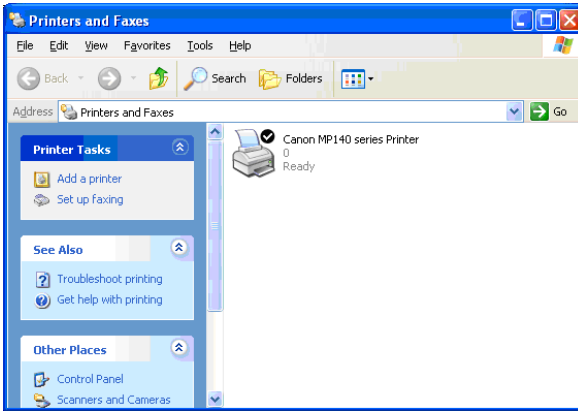 Printers and Faxes
File Edit View Favorites Tools Help
Back Search Folders
Address Printers and Faxes Go
Printer Tasks
Add a printer
Set up faxing
See Also
Troubleshoot printing
Get help with printing
Other Places
Control Panel
Scanners and Cameras
Canon MP140 series Printer
0
Ready